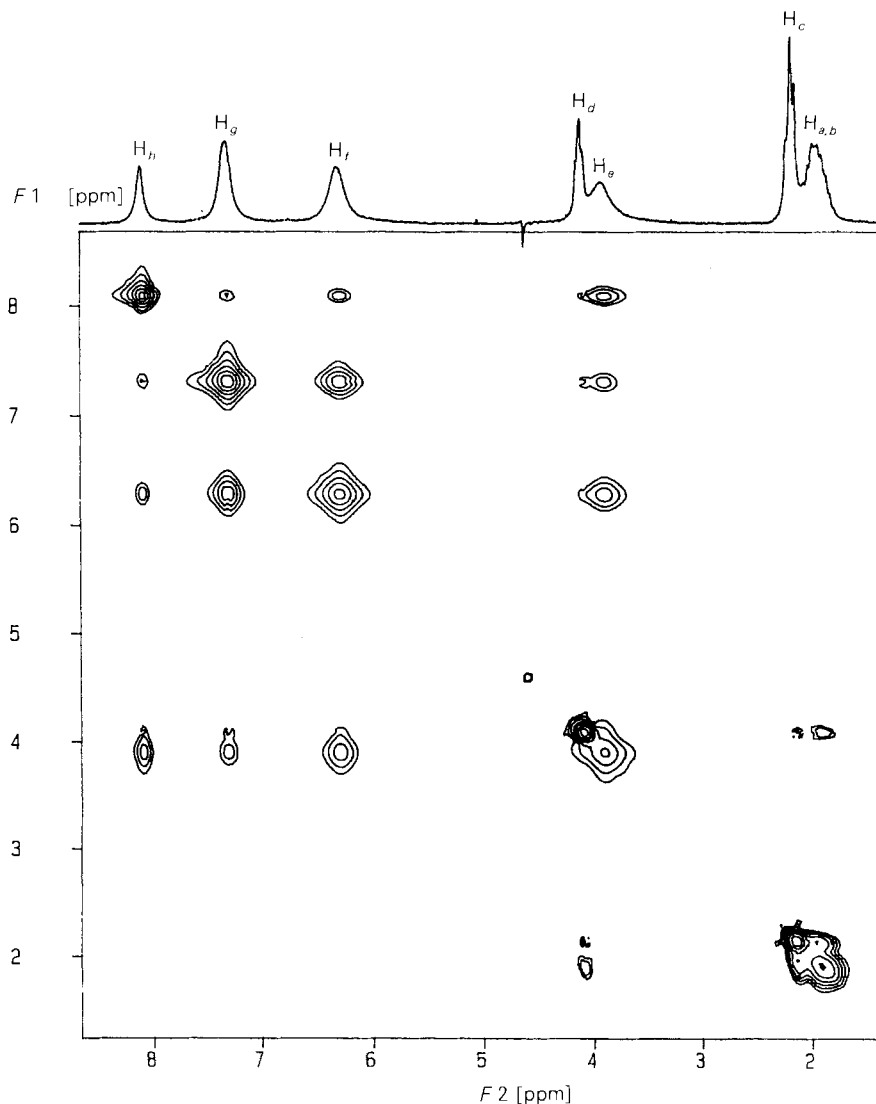 H_c
H_d
H_a,b
H_g
H_h
H_f
H_e
F1 [ppm]
8
7
6
5
4
3
2
8 7 6 5 4 3 2
F2 [ppm]